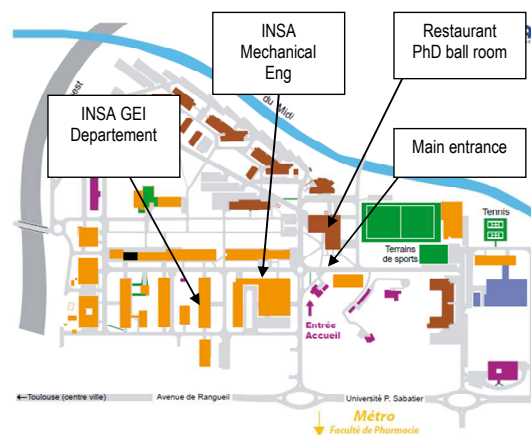 INSA
Mechanical
Eng
Restaurant
PhD ball room
INSA GEI
Departement
du Midi
Main entrance
Tennis
Terrains
de sports
Entrée
Accueil
←Toulouse (centre ville)
Avenue de Rangueil
Université P. Sabatier
Métro
Faculté de Pharmacie